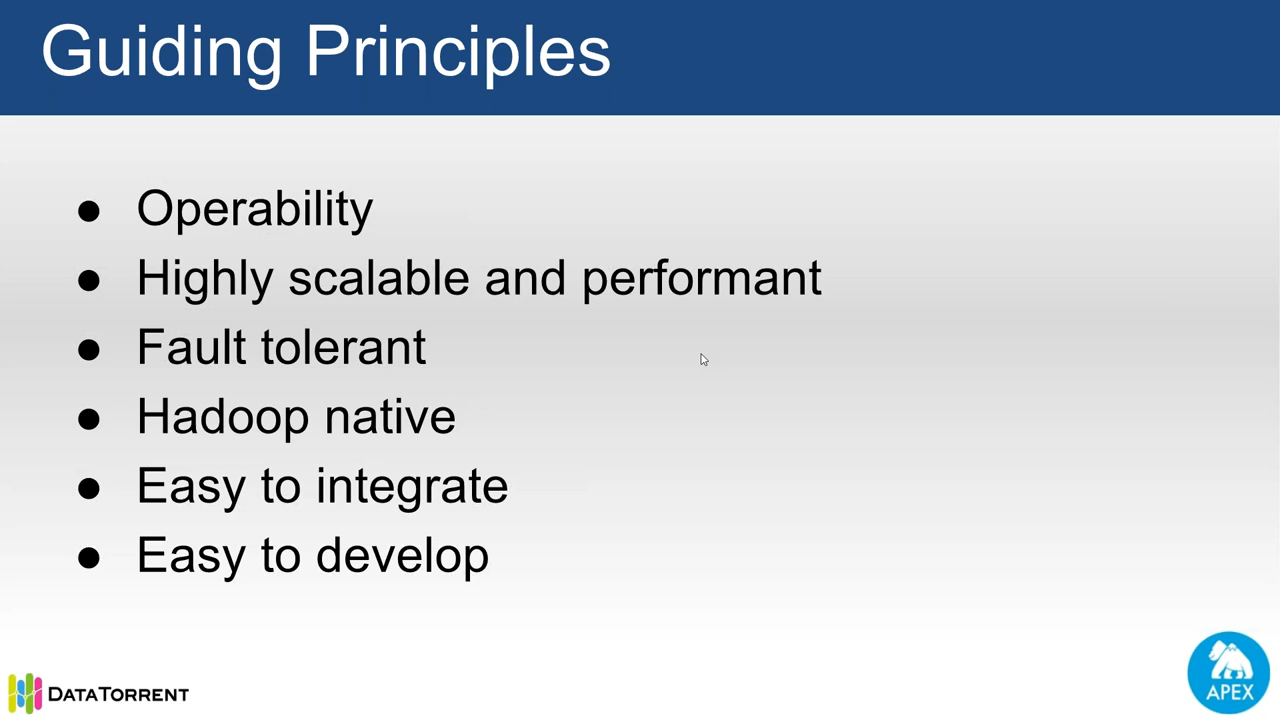 Guiding Principles
● Operability
● Highly scalable and performant
● Fault tolerant
● Hadoop native
● Easy to integrate
● Easy to develop
DATATORRENT
APEX